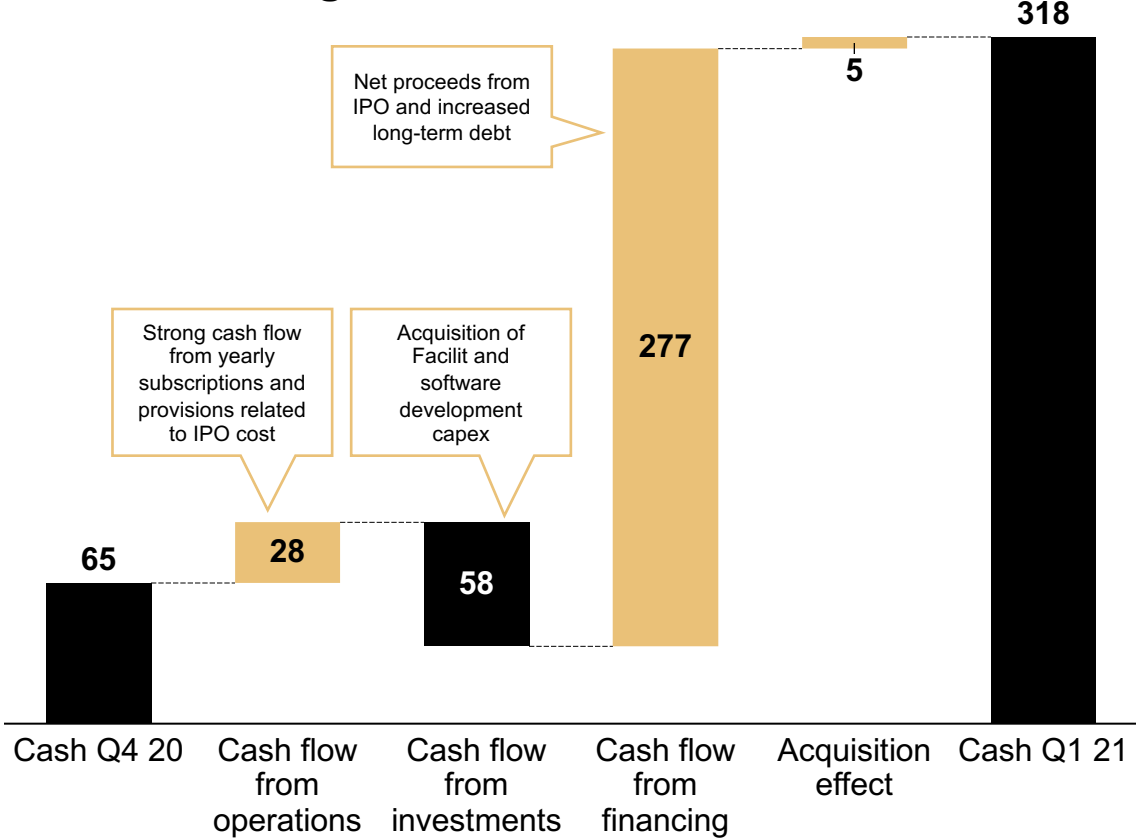 318
Net proceeds from
IPO and increased
long-term debt
5
277
Strong cash flow
from yearly
subscriptions and
provisions related
to IPO cost
Acquisition of
Facilit and
software
development
capex
65
28
58
Cash Q4 20
Cash flow
from
operations
Cash flow
from
investments
Cash flow
from
financing
Acquisition
effect
Cash Q1 21